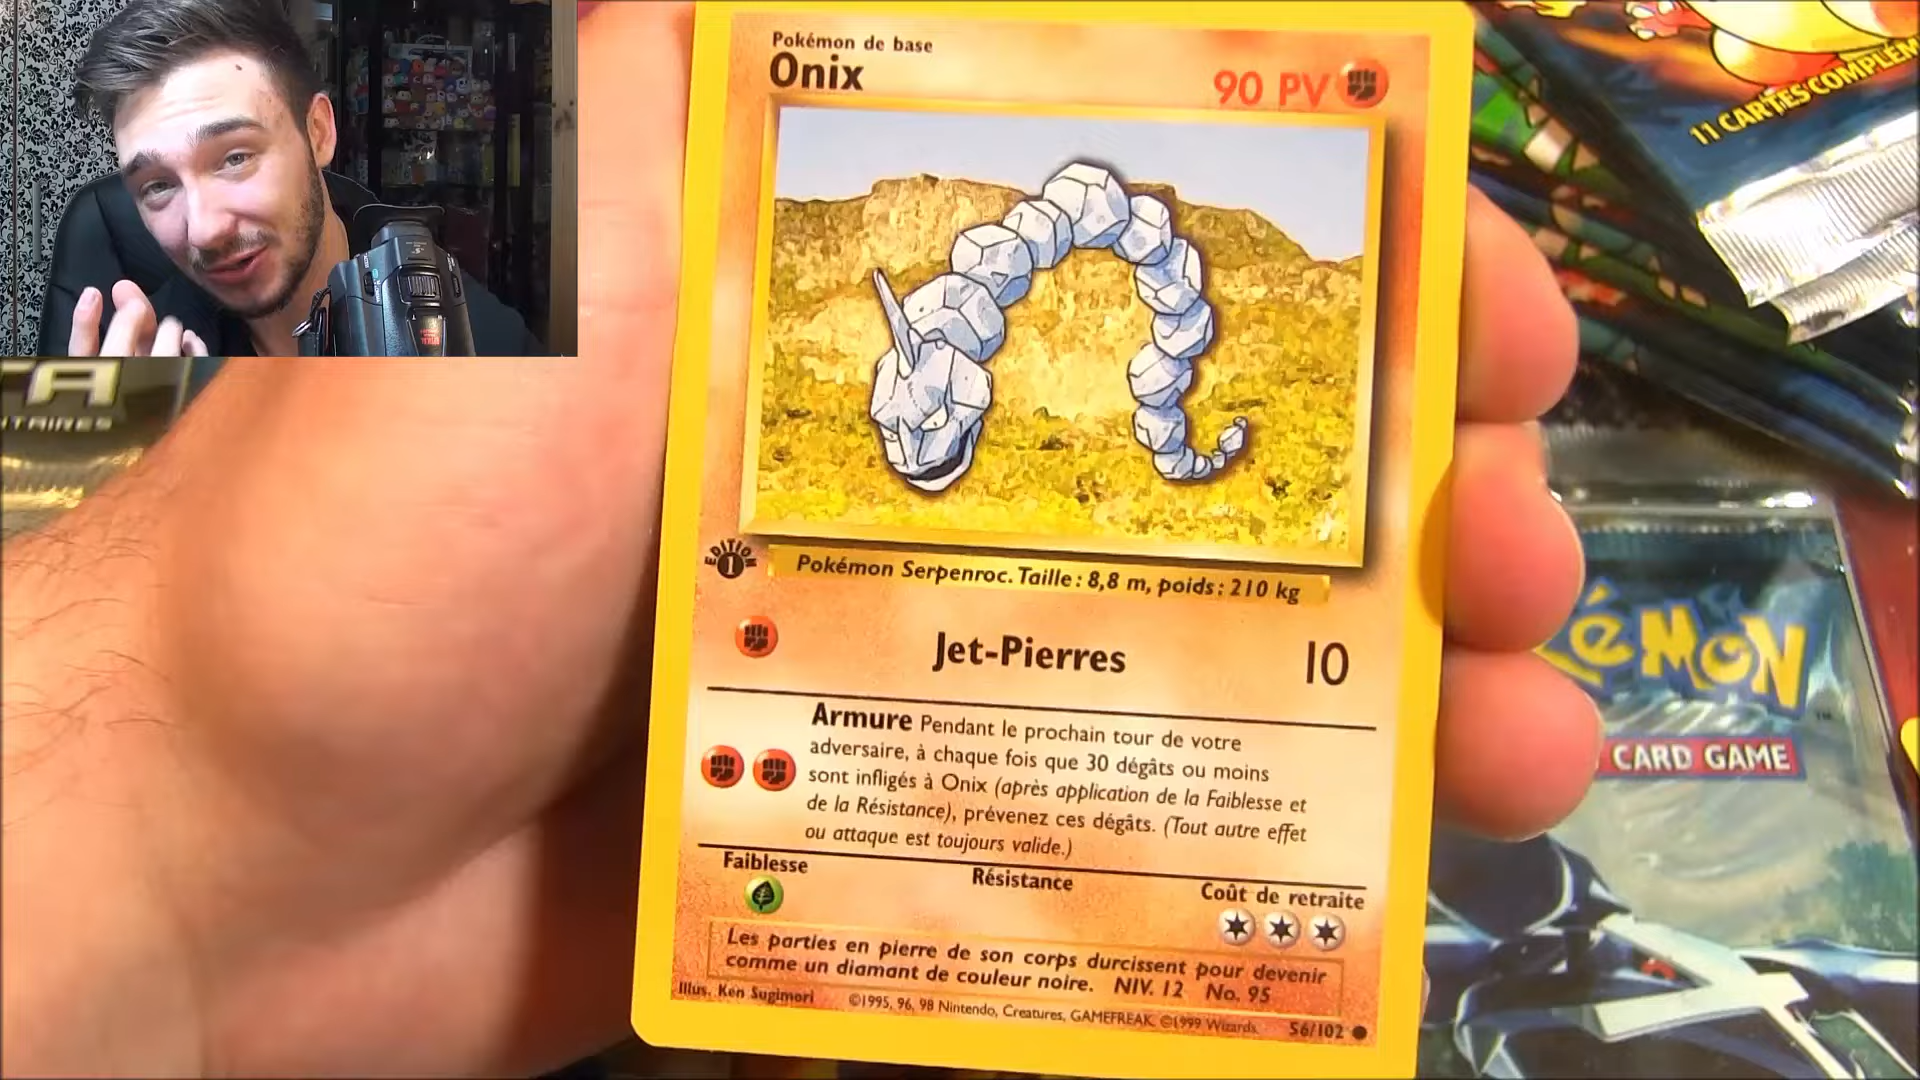 Pokémon de base
Onix
90 PV
EDITION
1
Pokémon Serpenroc. Taille : 8,8 m, poids : 210 kg
Jet-Pierres 10
Armure Pendant le prochain tour de votre
adversaire, à chaque fois que 30 dégâts ou moins
sont infligés à Onix (après application de la Faiblesse et
de la Résistance), prévenez ces dégâts. (Tout autre effet
ou attaque est toujours valide.)
Faiblesse
Résistance
Coût de retraite
Les parties en pierre de son corps durcissent pour devenir
comme un diamant de couleur noire. NIV. 12 No. 95
Illus. Ken Sugimori
©1995, 96, 98 Nintendo, Creatures, GAMEFREAK. ©1999 Wizards.
56/102
11 CARTES COMPLÉM
kéMON
CARD GAME
TA
NTAIRES